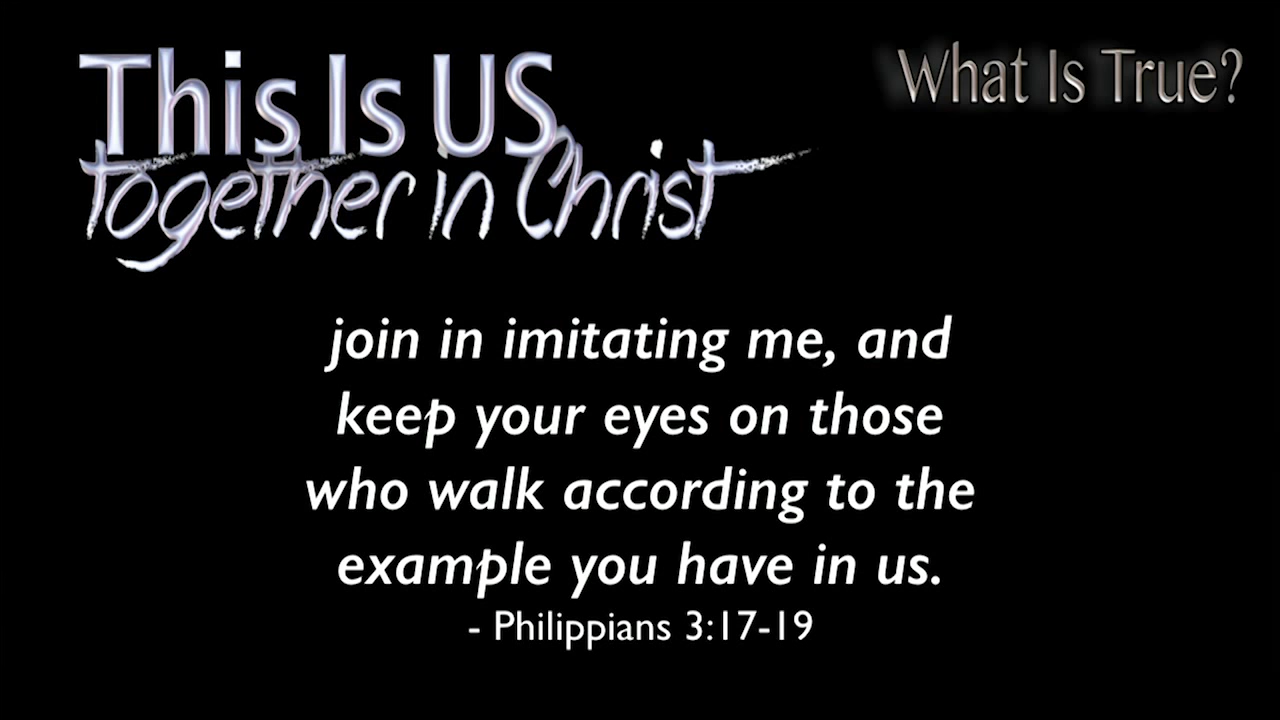 This Is US
together in Christ
What Is True?
join in imitating me, and
keep your eyes on those
who walk according to the
example you have in us.
- Philippians 3:17-19